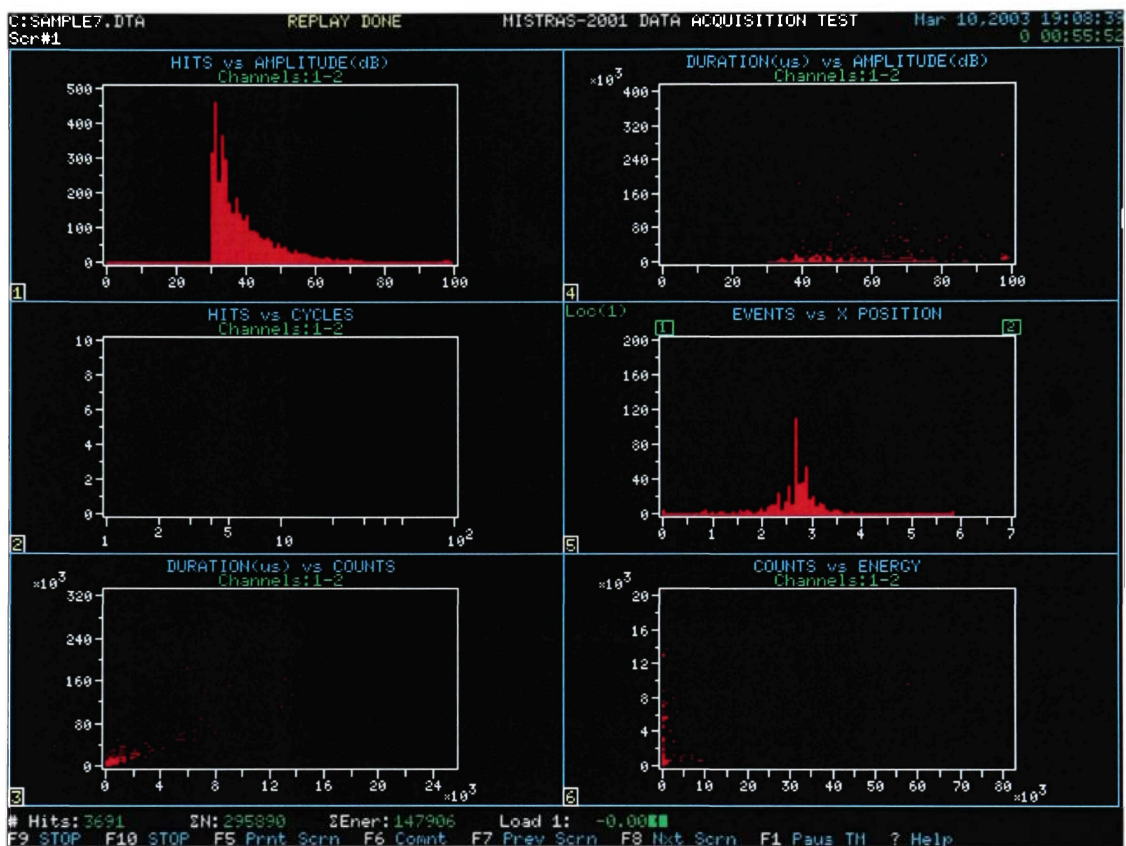 C:SAMPLE7.DTA REPLAY DONE MISTRAS-2001 DATA ACQUISITION TEST Mar 10,2003 19:08:39
Scr#1 0 00:55:52
HITS vs AMPLITUDE(dB)
Channels:1-2
500
400
300
200
100
0
0 20 40 60 80 100
1
DURATION(us) vs AMPLITUDE(dB)
Channels:1-2
×10³
400
320
240
160
80
0
0 20 40 60 80 100
4
HITS vs CYCLES
Channels:1-2
10
8
6
4
2
0
1 2 5 10 10²
2
Loc(1) EVENTS vs X POSITION
1 2
200
160
120
80
40
0
0 1 2 3 4 5 6 7
5
DURATION(us) vs COUNTS
Channels:1-2
×10³
320
240
160
80
0
0 4 8 12 16 20 24
×10³
3
COUNTS vs ENERGY
Channels:1-2
×10³
20
16
12
8
4
0
0 10 20 30 40 50 60 70 80
×10³
6
# Hits:3691 ΣN:295890 ΣEner:147906 Load 1: -0.00
F9 STOP F10 STOP F5 Prnt Scrn F6 Comnt F7 Prev Scrn F8 Nxt Scrn F1 Paus TM ? Help